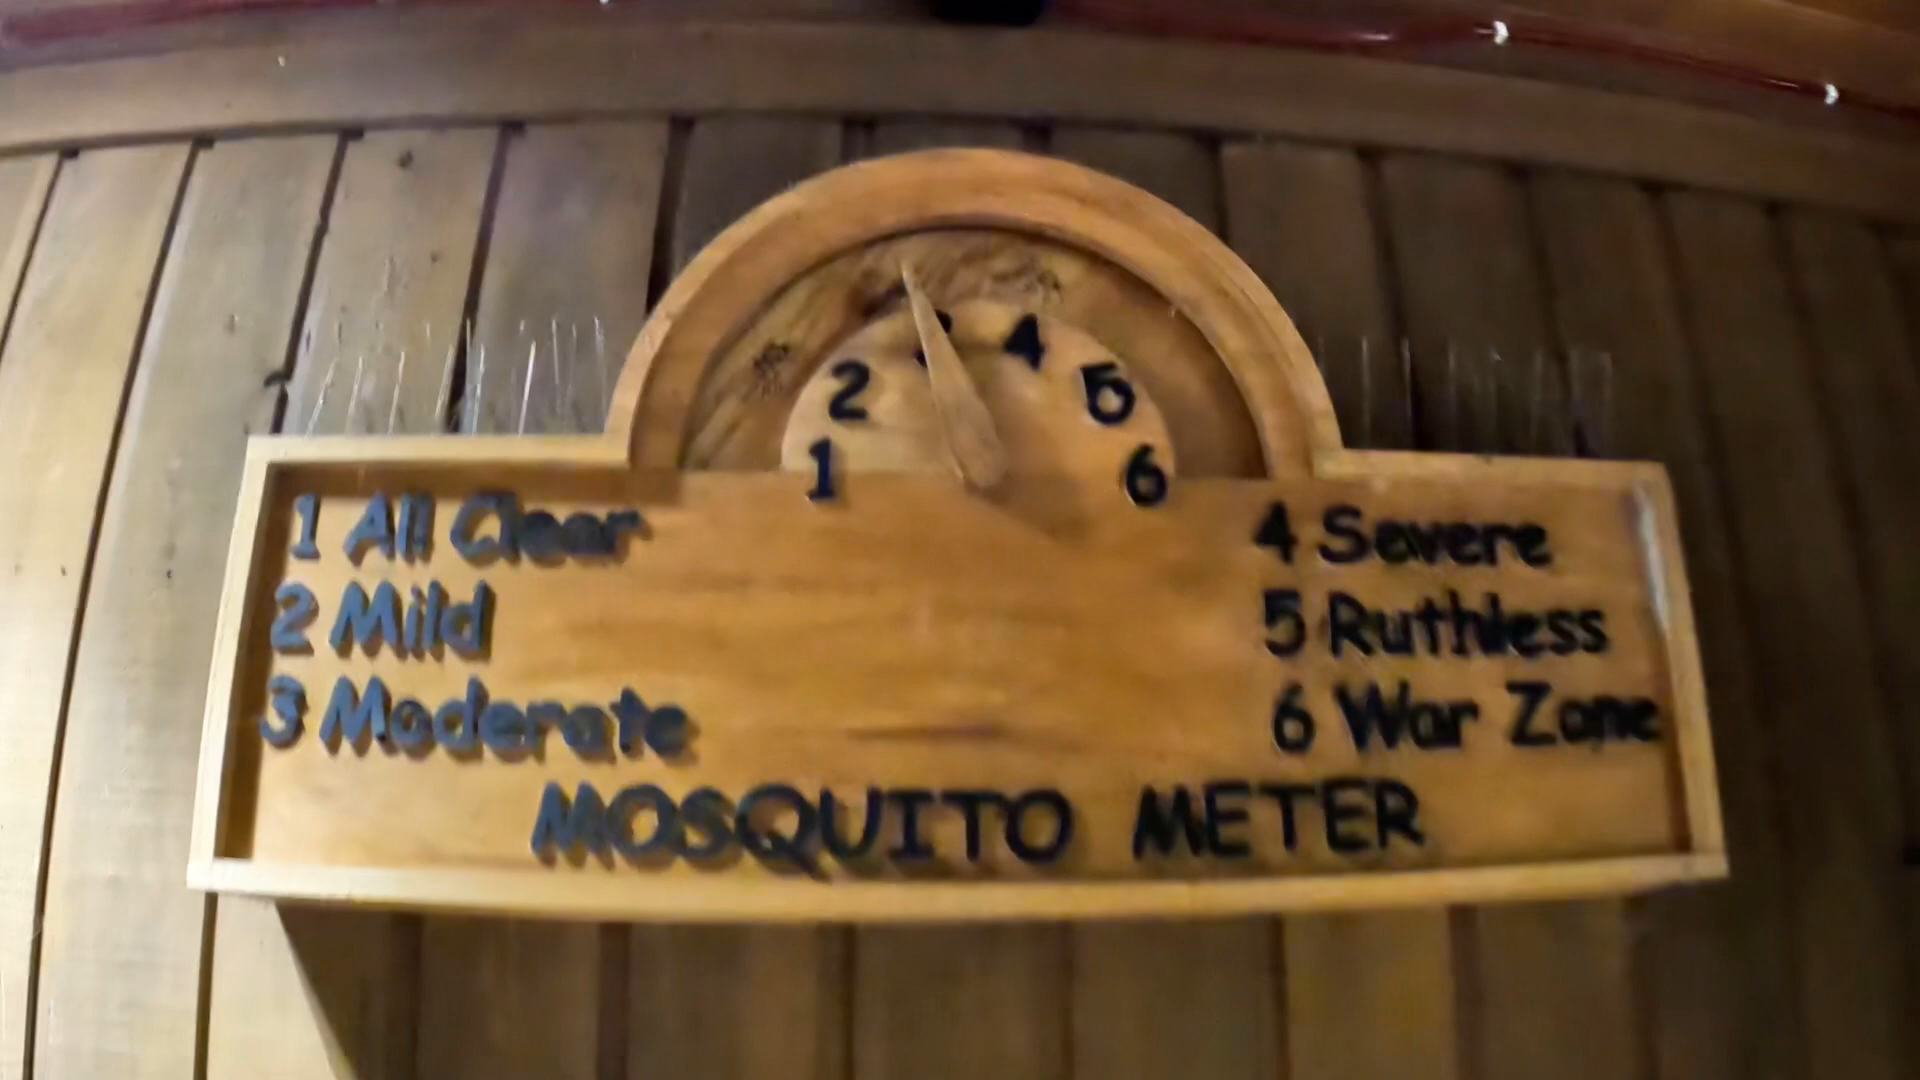 1 2 3 4 5 6
1 All Clear
2 Mild
3 Moderate
4 Severe
5 Ruthless
6 War Zone
MOSQUITO METER